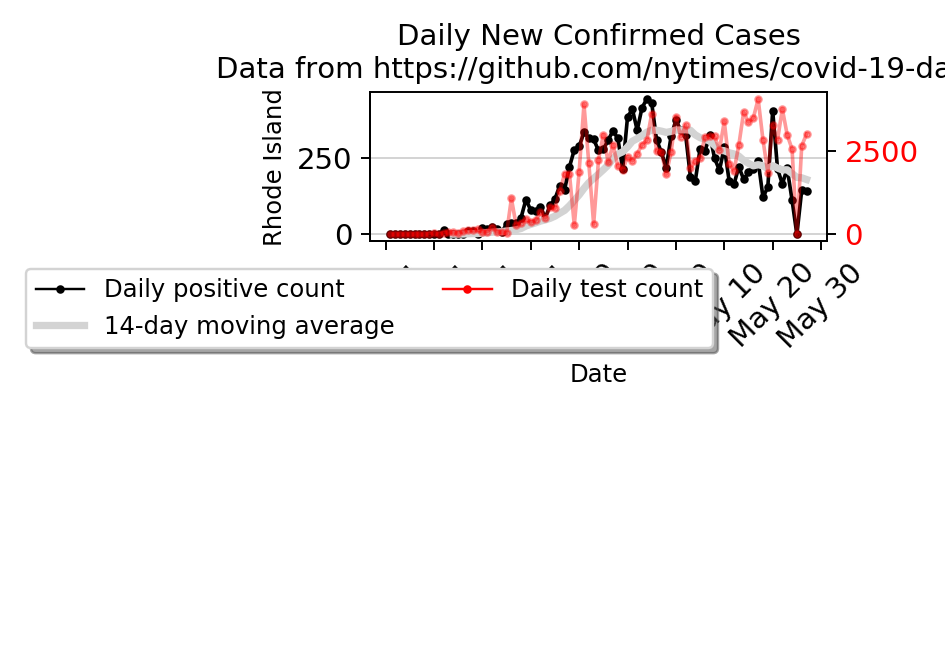 Daily New Confirmed Cases
Data from https://github.com/nytimes/covid-19-da
Rhode Island
250
0
2500
0
10
May 20
May 30
Daily positive count
Daily test count
14-day moving average
Date